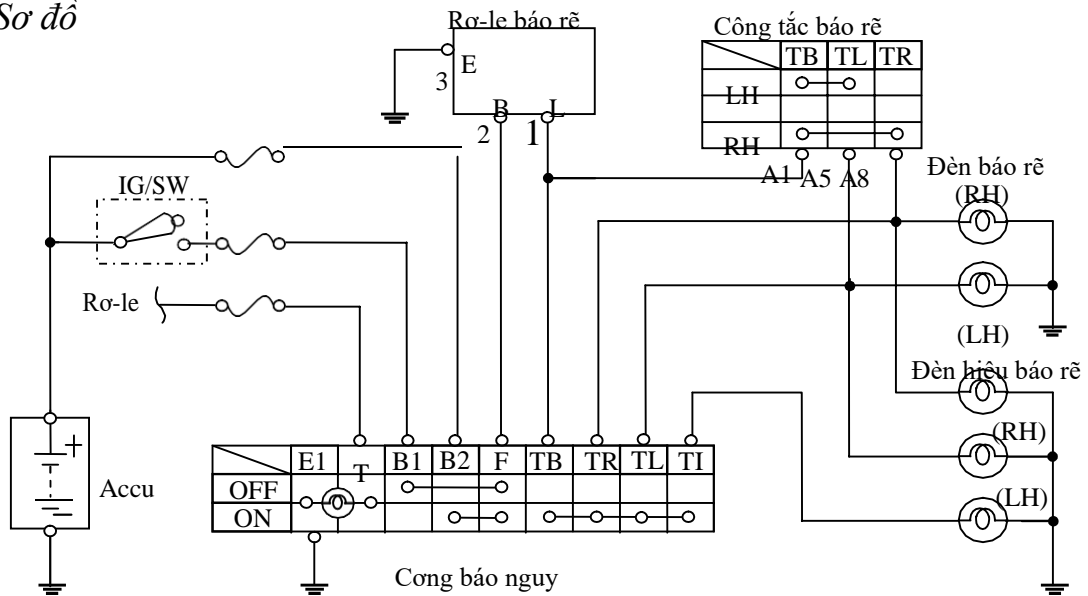 Sơ đồ
Rơ-le báo rẽ
E
3
B
L
2
1
Công tắc báo rẽ
TB TL TR
LH
RH
A1 A5 A8
Đèn báo rẽ
(RH)
(LH)
Đèn hiệu báo rẽ
(RH)
(LH)
IG/SW
Rơ-le
+
Accu
E1 T B1 B2 F TB TR TL TI
OFF
ON
Cơng báo nguy